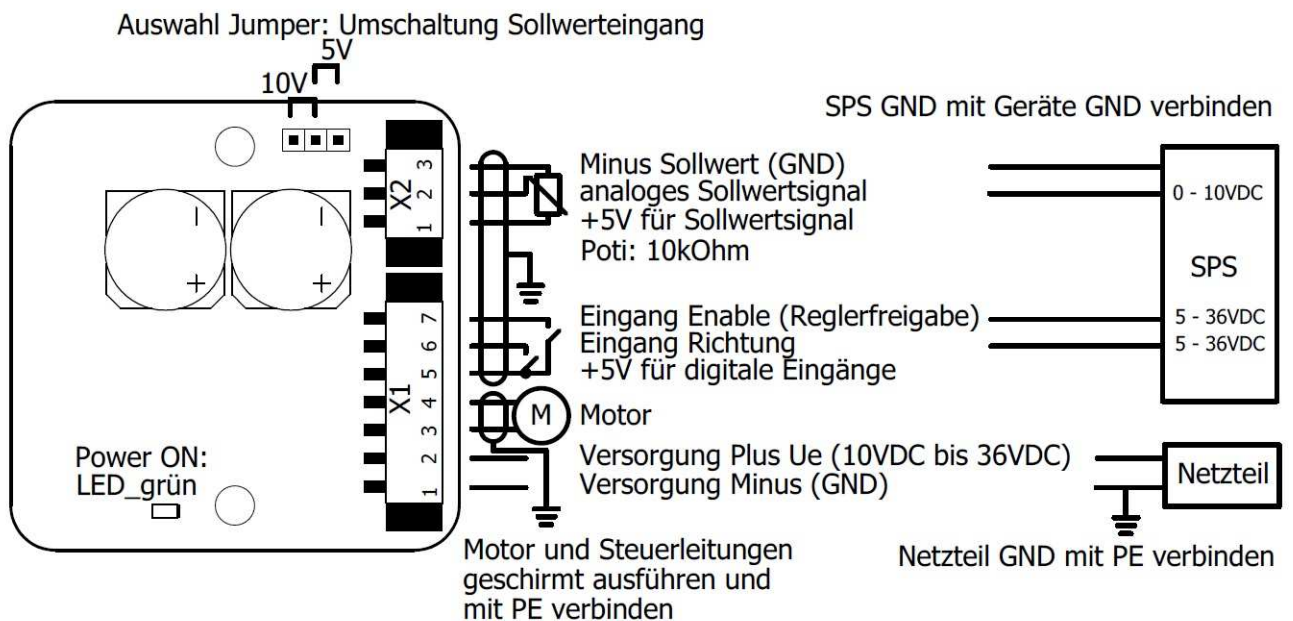 Auswahl Jumper: Umschaltung Sollwerteingang
5V
10V
SPS GND mit Geräte GND verbinden
X2
3
2
1
Minus Sollwert (GND)
analoges Sollwertsignal
+5V für Sollwertsignal
Poti: 10kOhm
0 - 10VDC
SPS
5 - 36VDC
5 - 36VDC
-
+
-
+
X1
7
6
5
4
3
2
1
Eingang Enable (Reglerfreigabe)
Eingang Richtung
+5V für digitale Eingänge
M
Motor
Versorgung Plus Ue (10VDC bis 36VDC)
Versorgung Minus (GND)
Netzteil
Power ON:
LED_grün
Motor und Steuerleitungen
geschirmt ausführen und
mit PE verbinden
Netzteil GND mit PE verbinden